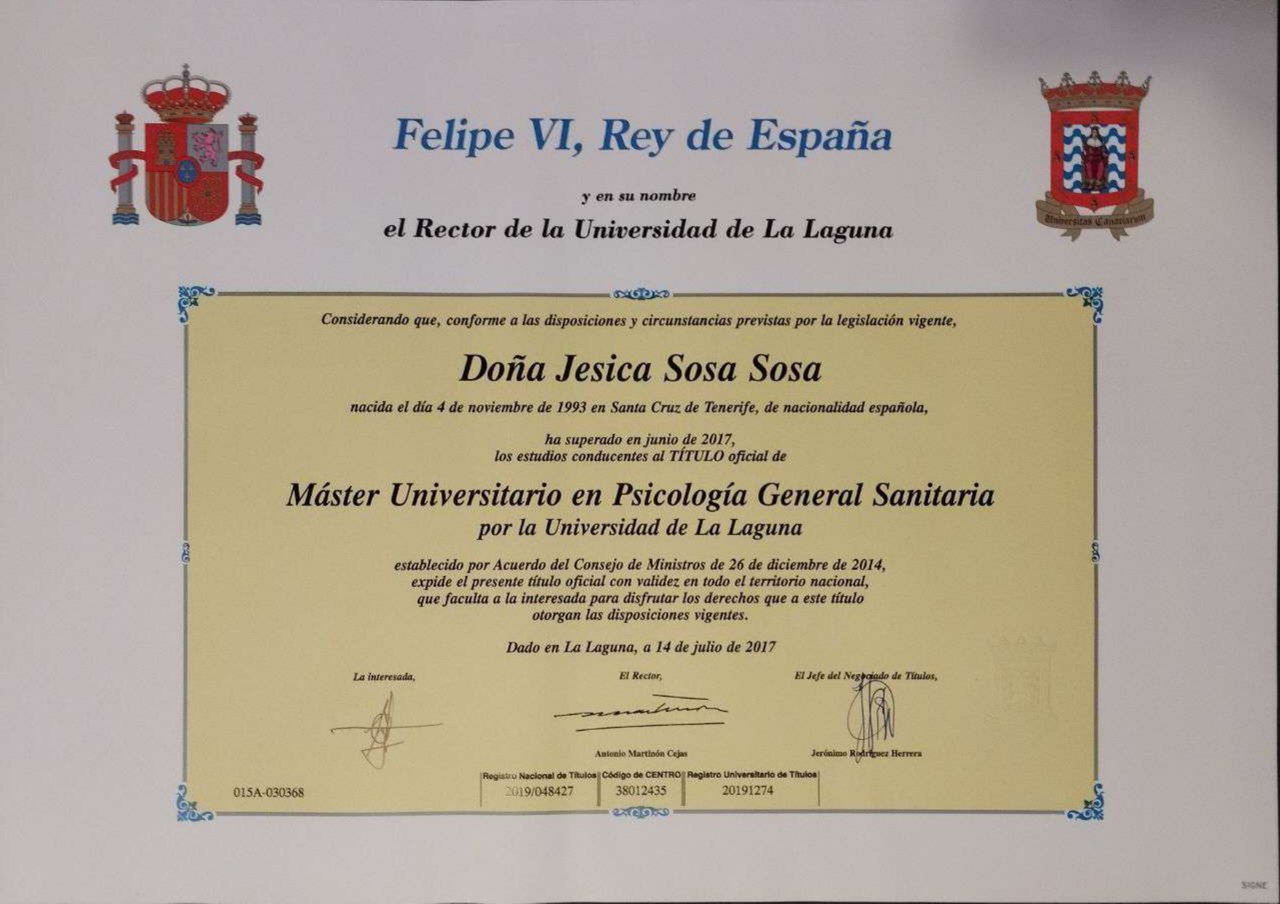 Felipe VI, Rey de España
y en su nombre
el Rector de la Universidad de La Laguna
Universitas Canariarum
Considerando que, conforme a las disposiciones y circunstancias previstas por la legislación vigente,
Doña Jesica Sosa Sosa
nacida el día 4 de noviembre de 1993 en Santa Cruz de Tenerife, de nacionalidad española,
ha superado en junio de 2017,
los estudios conducentes al TÍTULO oficial de
Máster Universitario en Psicología General Sanitaria
por la Universidad de La Laguna
establecido por Acuerdo del Consejo de Ministros de 26 de diciembre de 2014,
expide el presente título oficial con validez en todo el territorio nacional,
que faculta a la interesada para disfrutar los derechos que a este título
otorgan las disposiciones vigentes.
Dado en La Laguna, a 14 de julio de 2017
La interesada,
El Rector,
El Jefe del Negociado de Títulos,
Antonio Martinón Cejas
Jerónimo Rodríguez Herrera
Registro Nacional de Títulos Código de CENTRO Registro Universitario de Títulos
015A-030368 2019/048427 38012435 20191274
SIGNE